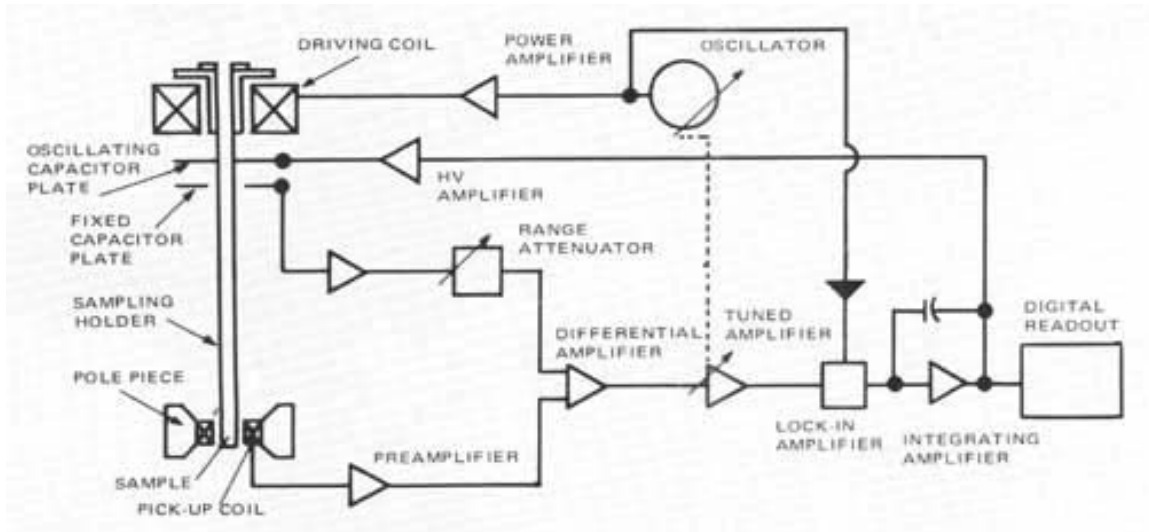 DRIVING COIL
POWER
AMPLIFIER
OSCILLATOR
OSCILLATING
CAPACITOR
PLATE
HV
AMPLIFIER
FIXED
CAPACITOR
PLATE
RANGE
ATTENUATOR
SAMPLING
HOLDER
DIFFERENTIAL
AMPLIFIER
TUNED
AMPLIFIER
DIGITAL
READOUT
POLE PIECE
LOCK-IN
AMPLIFIER
INTEGRATING
AMPLIFIER
PREAMPLIFIER
SAMPLE
PICK-UP COIL